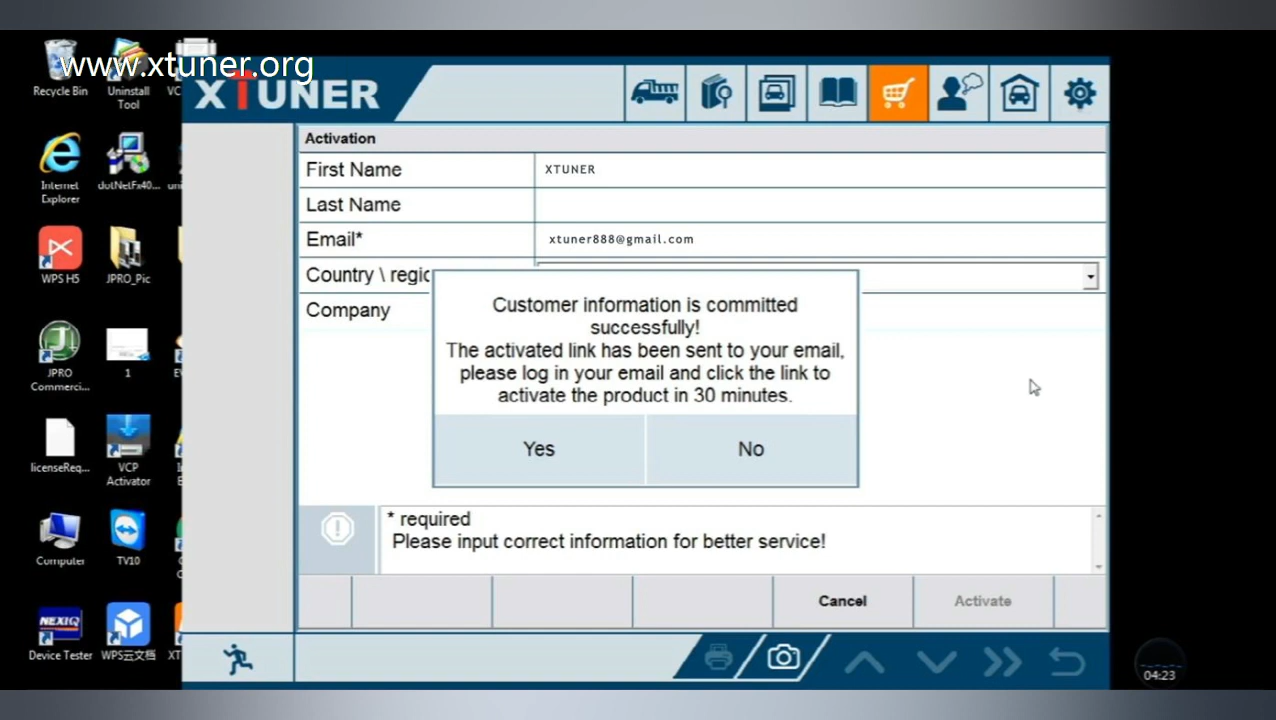 www.xtuner.org
Recycle Bin
Uninstall
Tool
VC
XTUNER
Internet
Explorer
dotNetFx40...
uni
WPS H5
JPRO_Pic
JPRO
Commerci...
1
EV
licenseReq...
VCP
Activator
Computer
TV10
NEXIQ
Device Tester
WPS云文档
XT
Activation
First Name
XTUNER
Last Name
Email*
xtuner888@gmail.com
Country \ regio
Company
Customer information is committed
successfully!
The activated link has been sent to your email,
please log in your email and click the link to
activate the product in 30 minutes.
Yes
No
* required
Please input correct information for better service!
Cancel
Activate
04:23